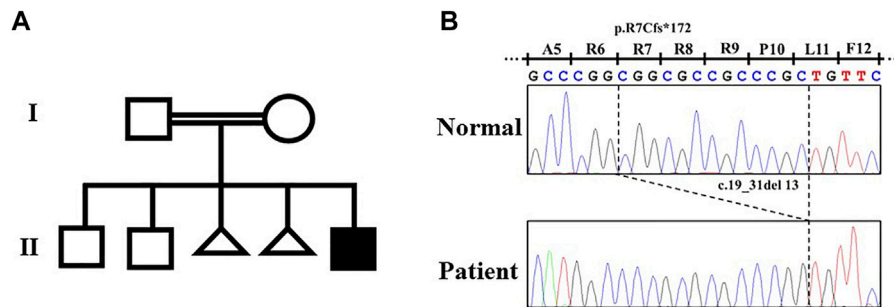 A
I
II
B
p.R7Cfs*172
A5 R6 R7 R8 R9 P10 L11 F12
GCCCGGCGGCGCCGCCCGCTGTTC
Normal
c.19_31del 13
Patient